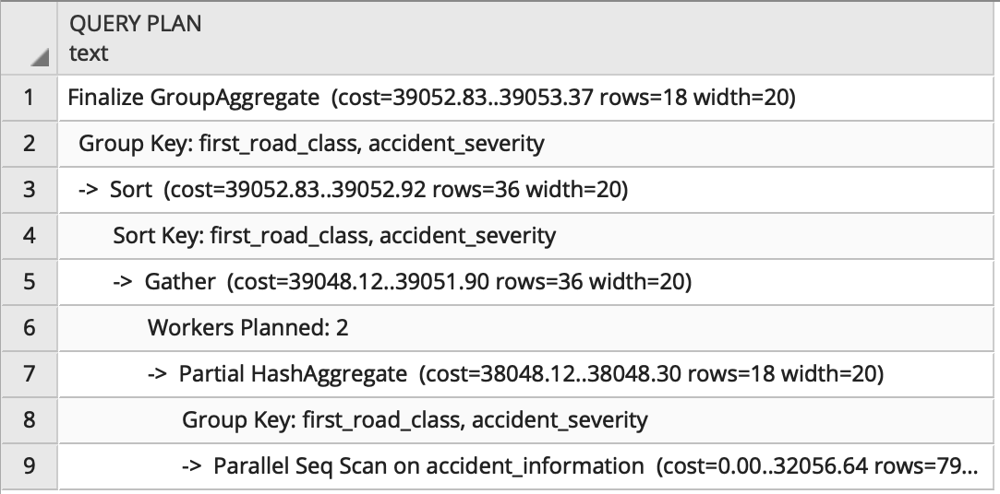 QUERY PLAN
text
1 Finalize GroupAggregate (cost=39052.83..39053.37 rows=18 width=20)
2 Group Key: first_road_class, accident_severity
3 -> Sort (cost=39052.83..39052.92 rows=36 width=20)
4 Sort Key: first_road_class, accident_severity
5 -> Gather (cost=39048.12..39051.90 rows=36 width=20)
6 Workers Planned: 2
7 -> Partial HashAggregate (cost=38048.12..38048.30 rows=18 width=20)
8 Group Key: first_road_class, accident_severity
9 -> Parallel Seq Scan on accident_information (cost=0.00..32056.64 rows=79...